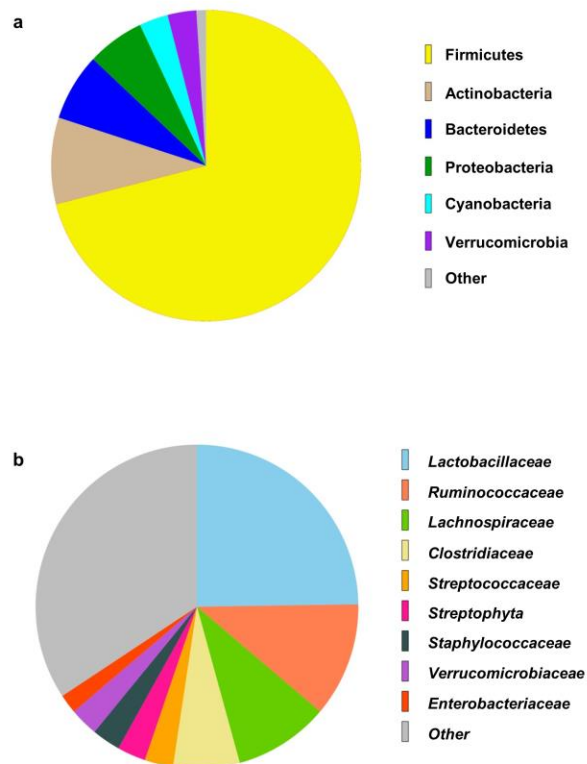 a
Firmicutes
Actinobacteria
Bacteroidetes
Proteobacteria
Cyanobacteria
Verrucomicrobia
Other
b
Lactobacillaceae
Ruminococcaceae
Lachnospiraceae
Clostridiaceae
Streptococcaceae
Streptophyta
Staphylococcaceae
Verrucomicrobiaceae
Enterobacteriaceae
Other